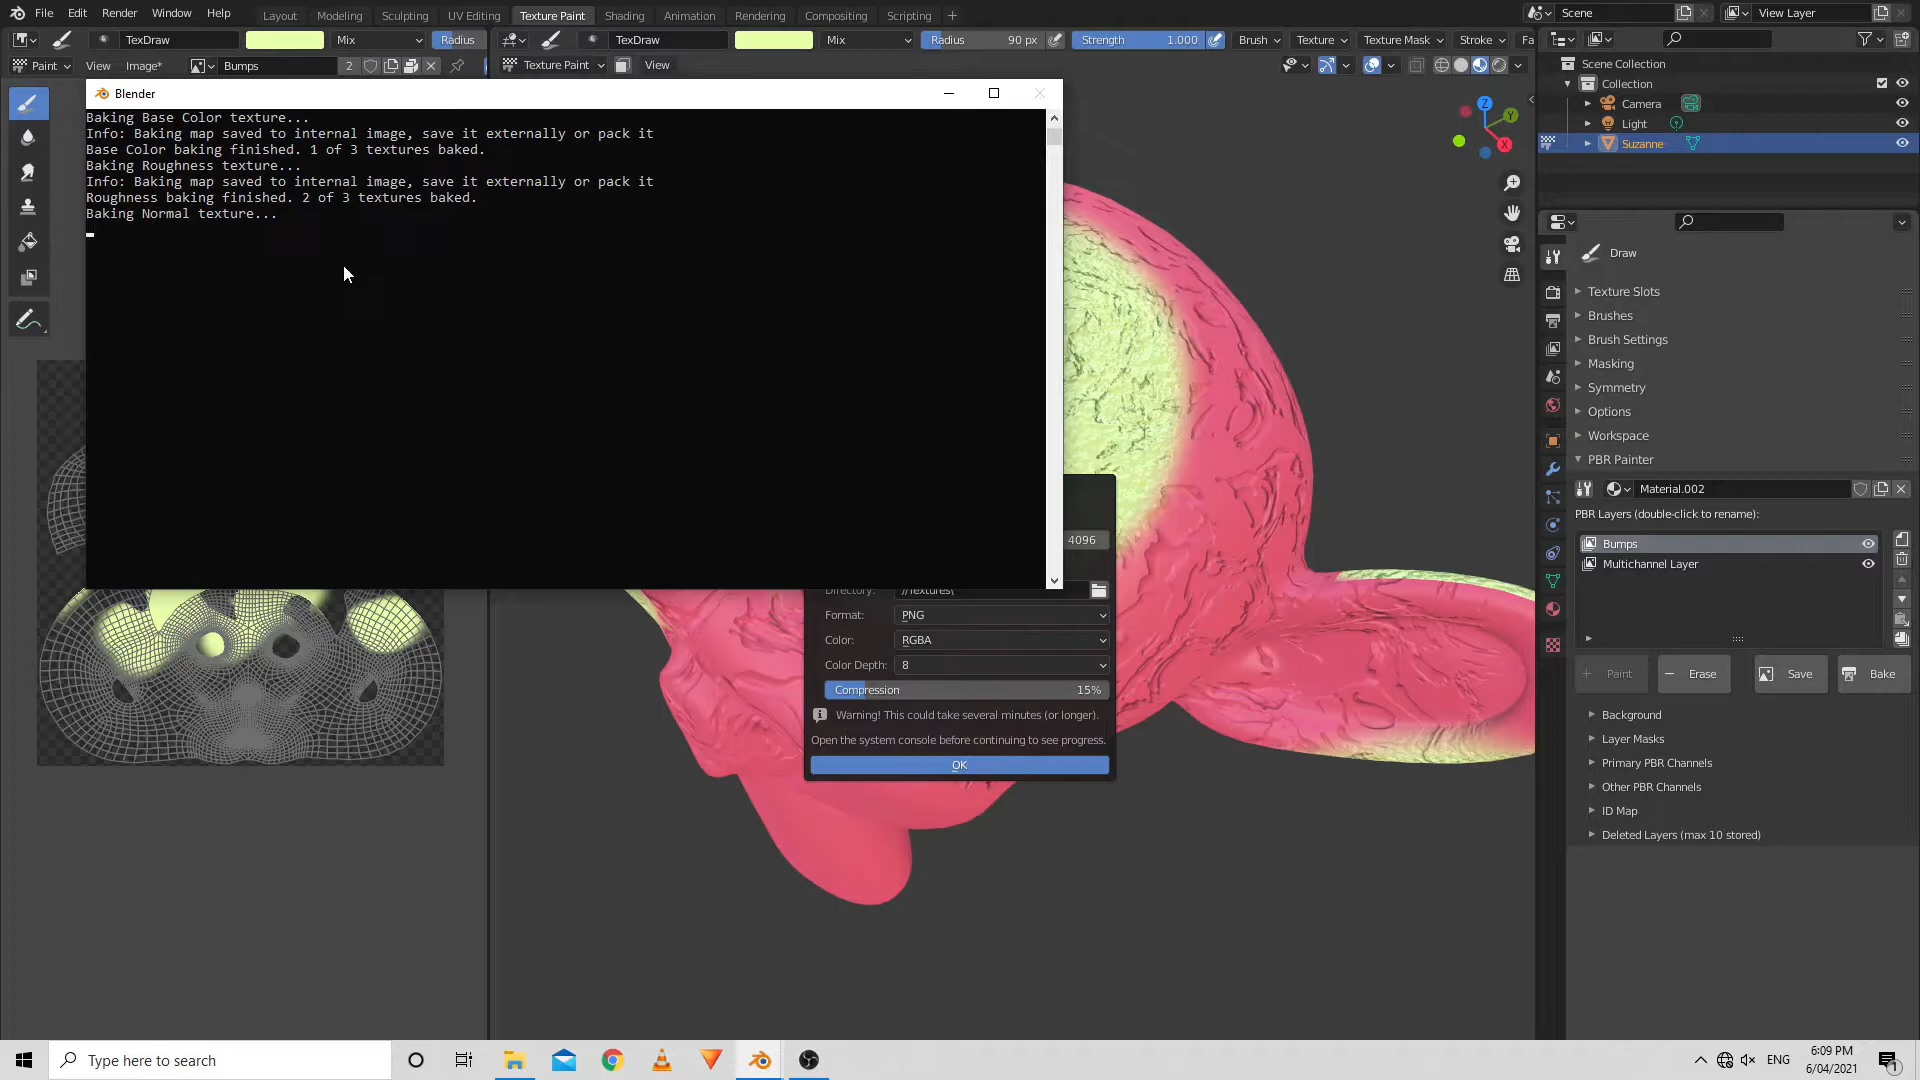 File Edit Render Window Help Layout Modeling Sculpting UV Editing Texture Paint Shading Animation Rendering Compositing Scripting + Scene View Layer
TexDraw Mix Radius TexDraw Mix Radius 90 px Strength 1.000 Brush Texture Texture Mask Stroke Fa
Paint View Image* Bumps 2 Texture Paint View
Scene Collection
Collection
Camera
Light
Suzanne
Blender
Baking Base Color texture...
Info: Baking map saved to internal image, save it externally or pack it
Base Color baking finished. 1 of 3 textures baked.
Baking Roughness texture...
Info: Baking map saved to internal image, save it externally or pack it
Roughness baking finished. 2 of 3 textures baked.
Baking Normal texture...
Z
Y
X
4096
Directory: //Textures\
Format: PNG
Color: RGBA
Color Depth: 8
Compression 15%
Warning! This could take several minutes (or longer).
Open the system console before continuing to see progress.
OK
Draw
Texture Slots
Brushes
Brush Settings
Masking
Symmetry
Options
Workspace
PBR Painter
Material.002
PBR Layers (double-click to rename):
Bumps
Multichannel Layer
Paint Erase Save Bake
Background
Layer Masks
Primary PBR Channels
Other PBR Channels
ID Map
Deleted Layers (max 10 stored)
Type here to search
ENG
6:09 PM
6/04/2021
1